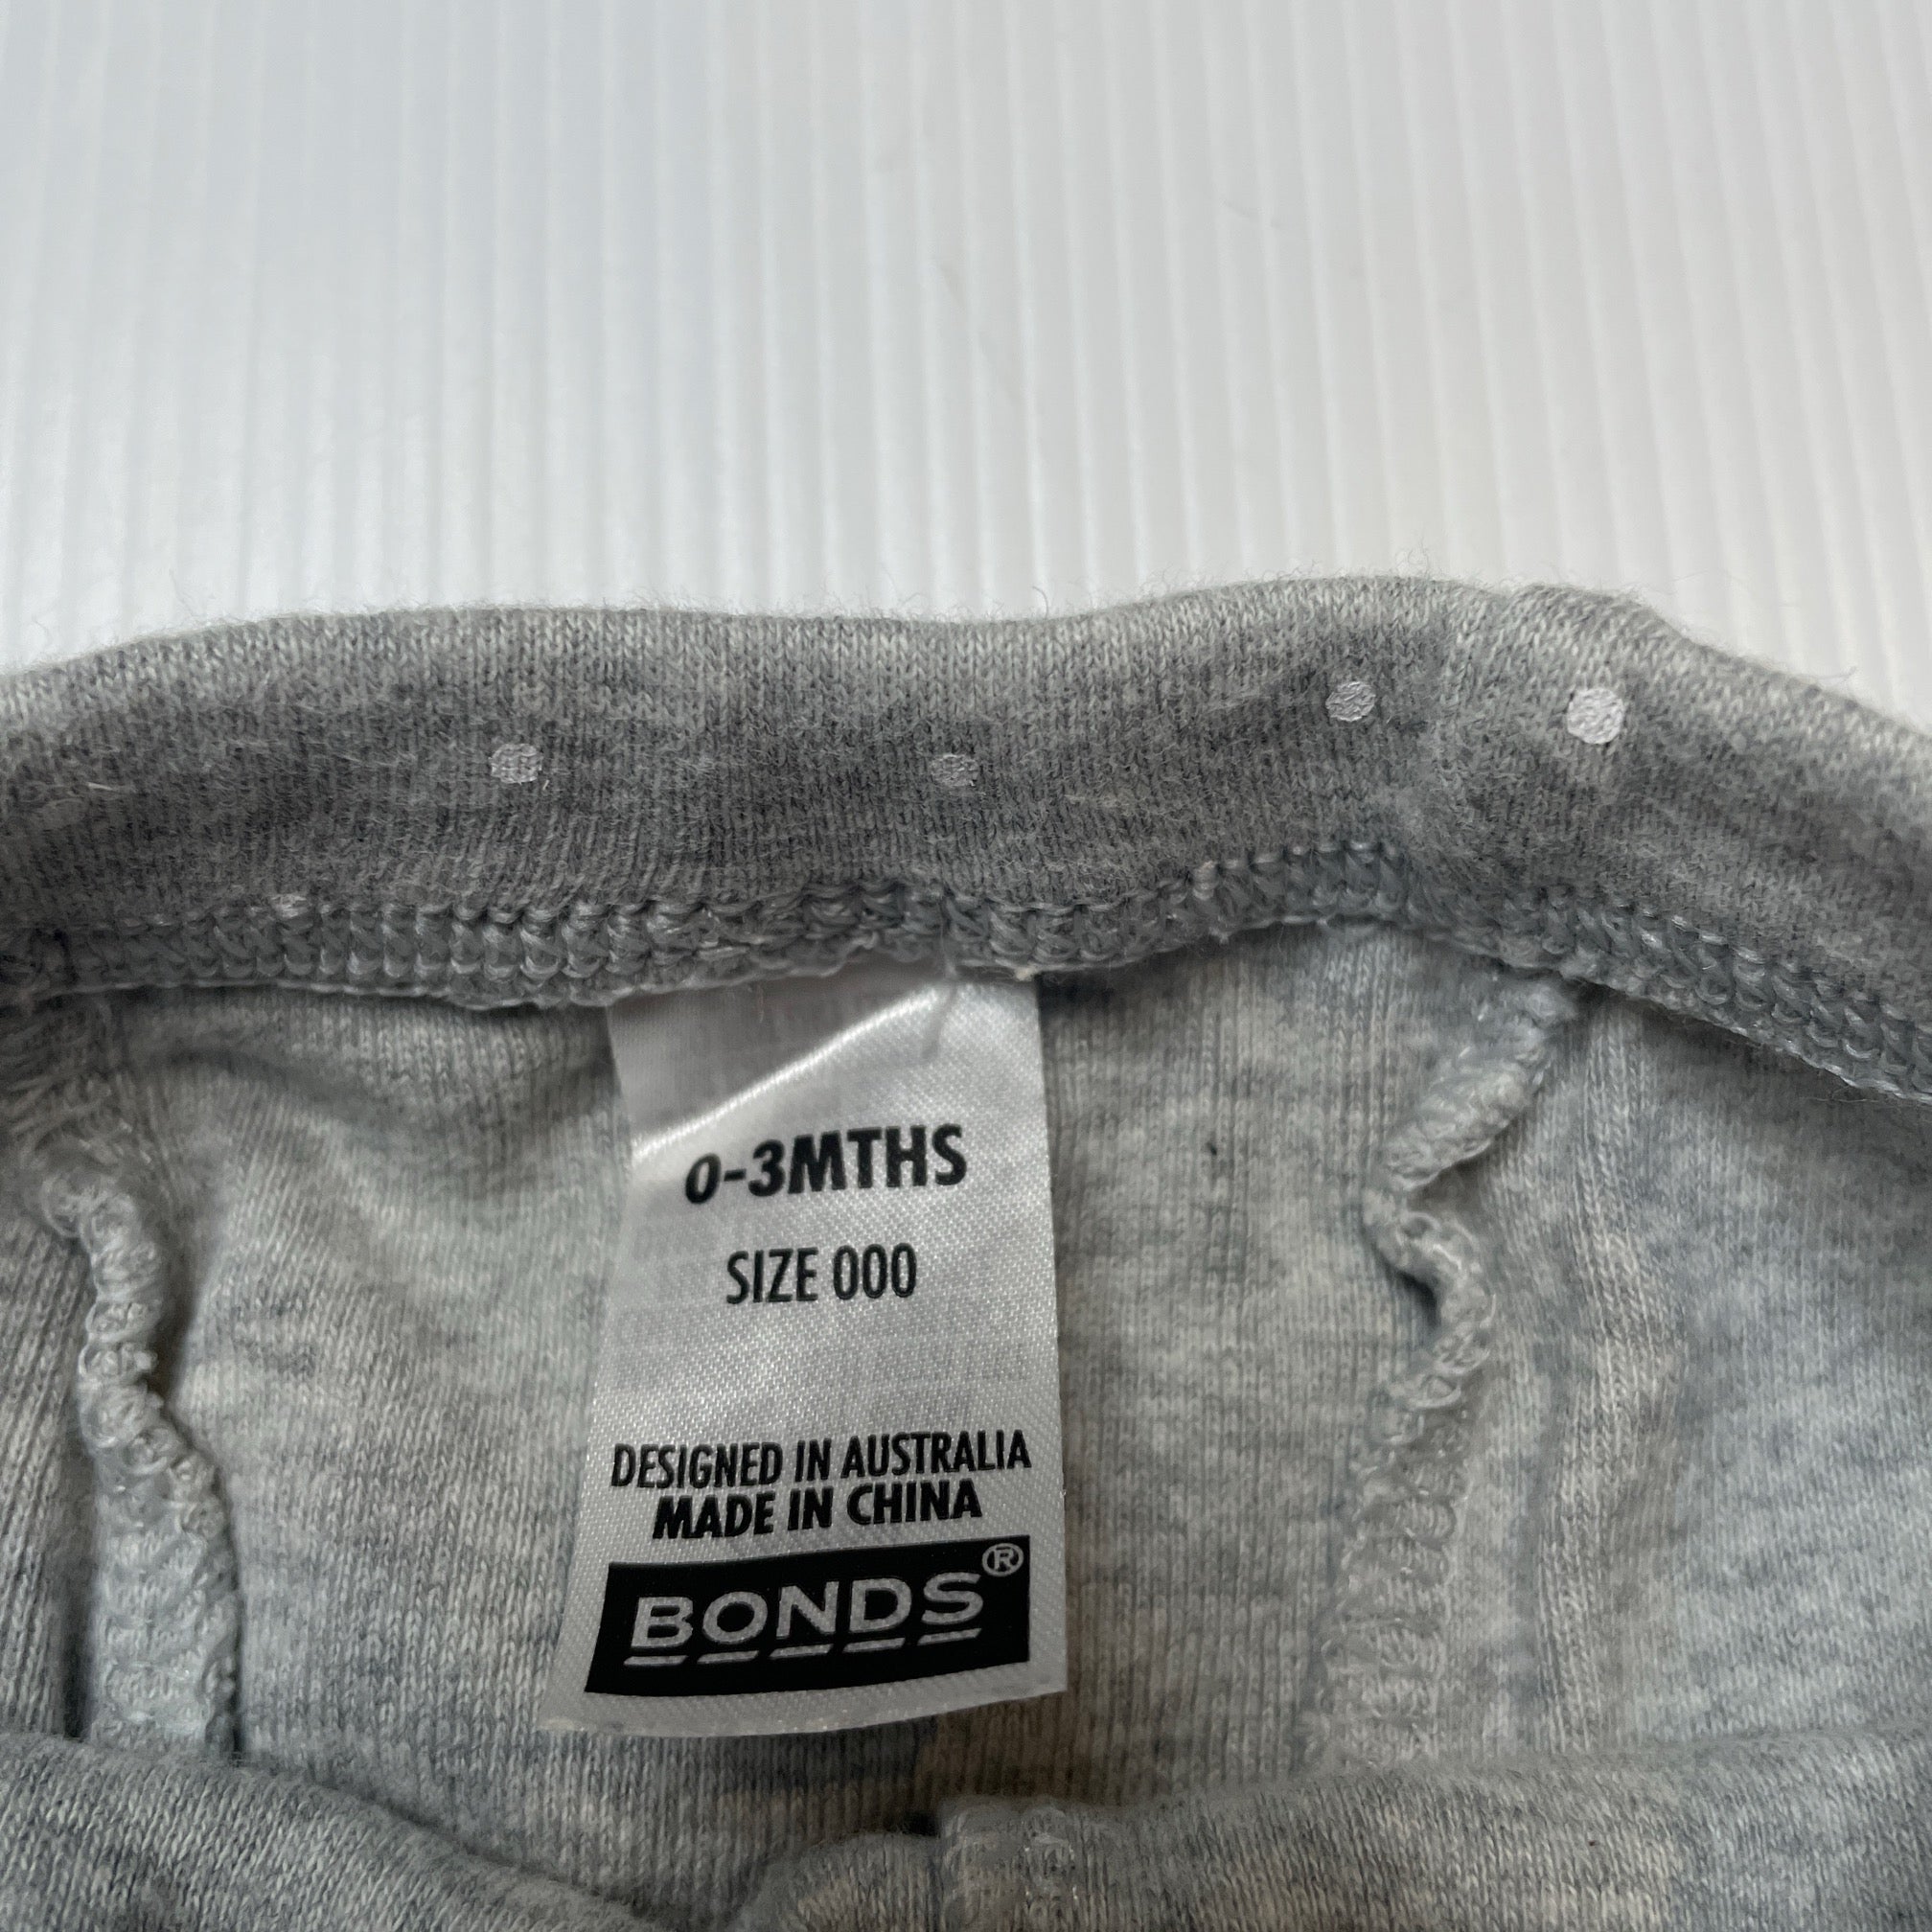 0-3MTHS
SIZE 000
DESIGNED IN AUSTRALIA
MADE IN CHINA
BONDS®